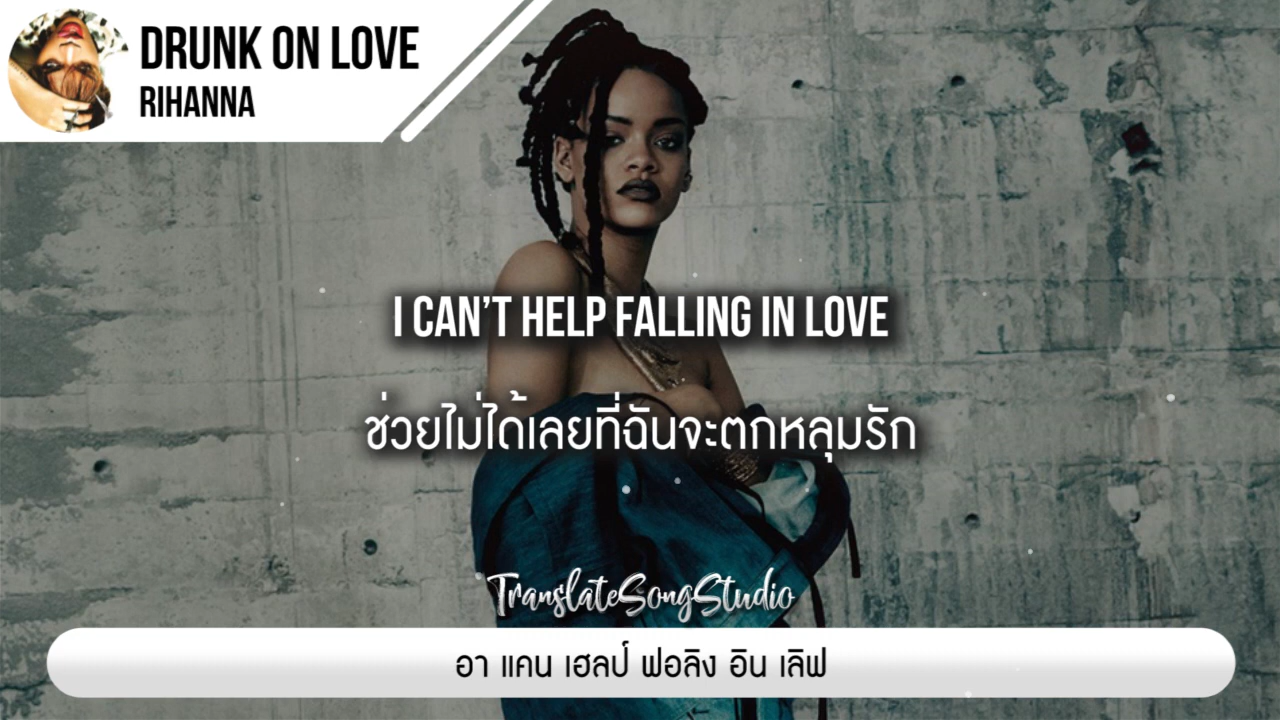 DRUNK ON LOVE
RIHANNA
I CAN'T HELP FALLING IN LOVE
ช่วยไม่ได้เลยที่ฉันจะตกหลุมรัก
TranslateSongStudio
อา แคน เฮลป์ ฟอลิง อิน เลิฟ